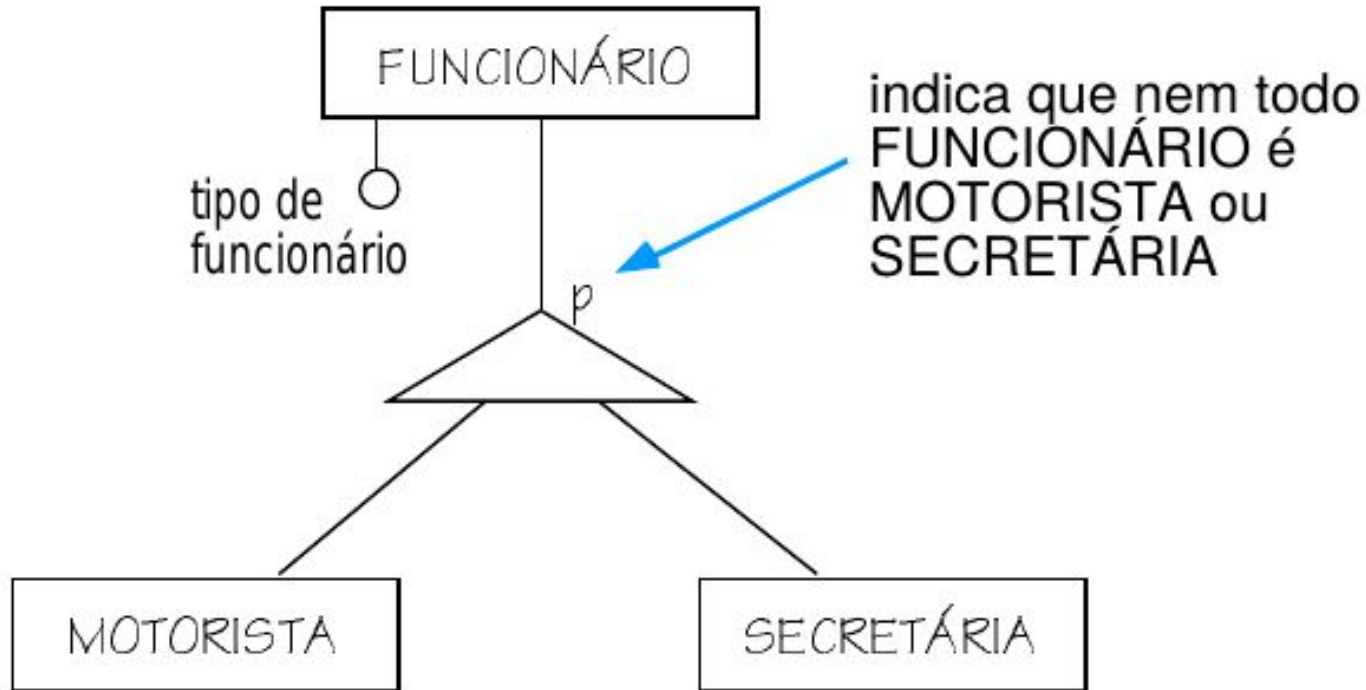 FUNCIONÁRIO
indica que nem todo
FUNCIONÁRIO é
MOTORISTA ou
SECRETÁRIA
tipo de
funcionário
p
MOTORISTA
SECRETÁRIA